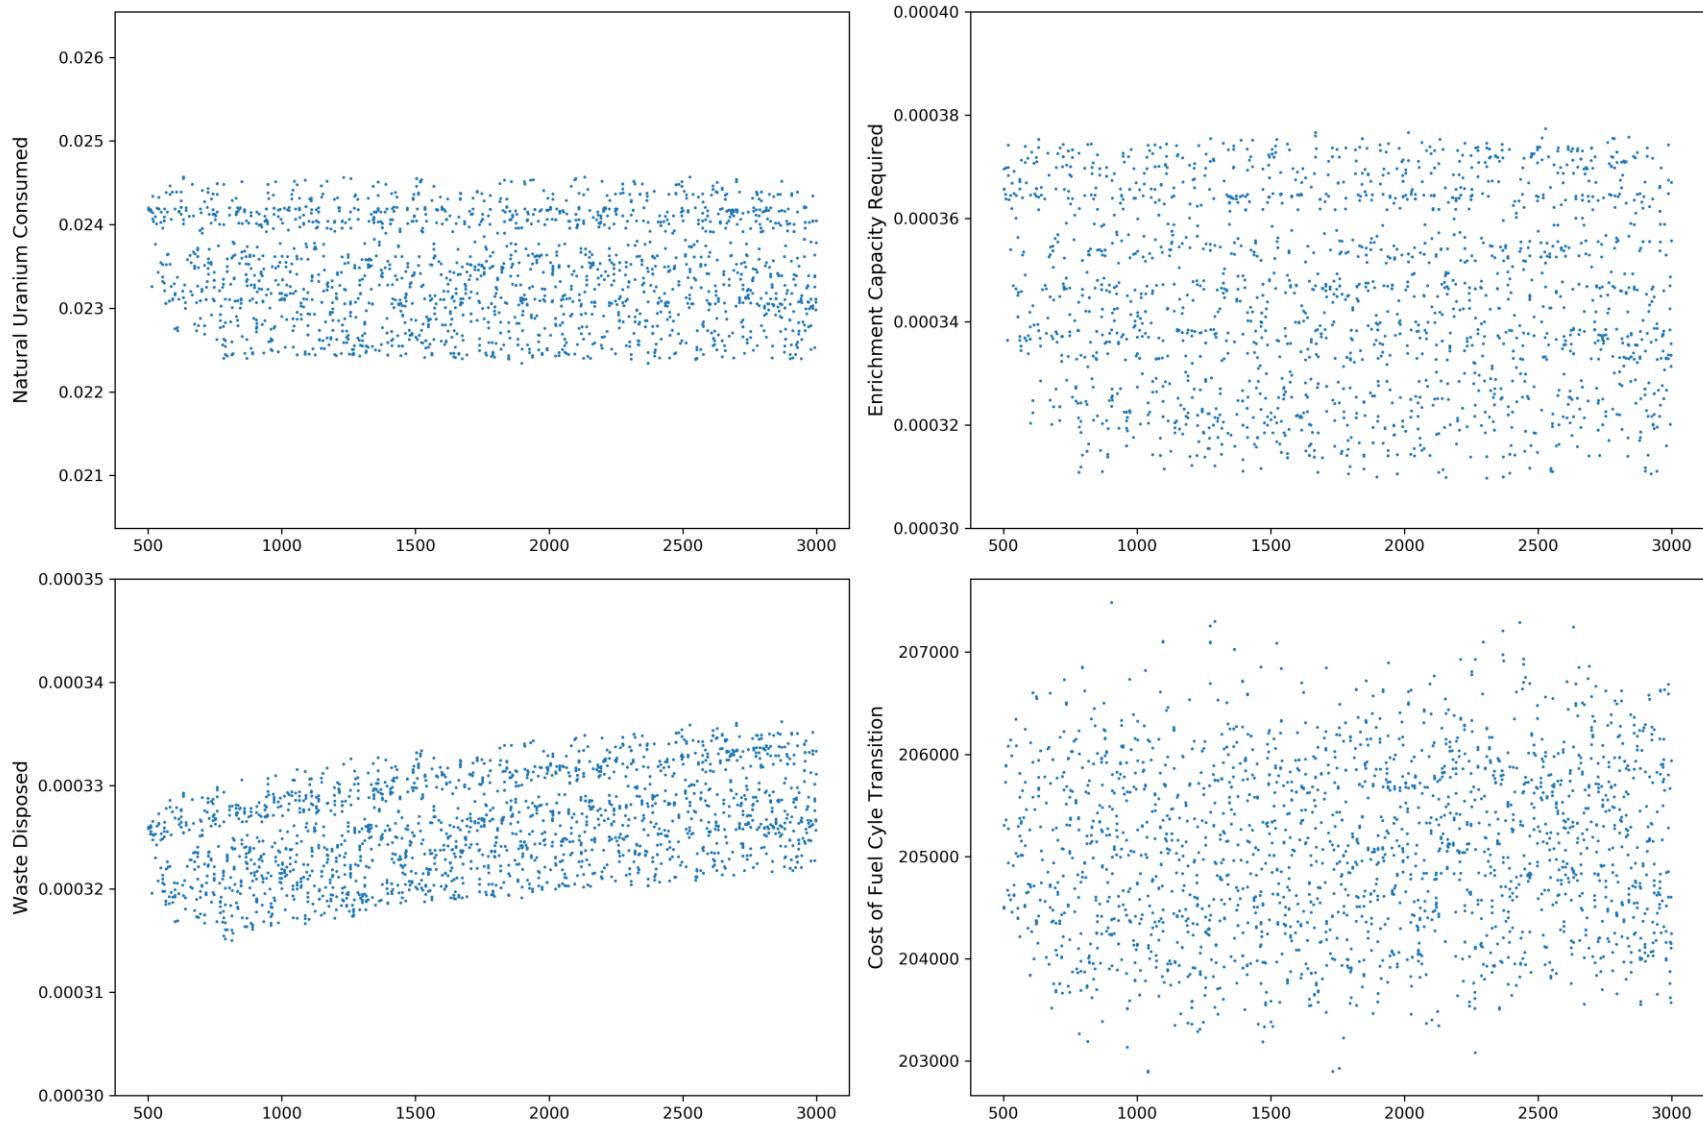 Natural Uranium Consumed
0.026
0.025
0.024
0.023
0.022
0.021
500 1000 1500 2000 2500 3000
Enrichment Capacity Required
0.00040
0.00038
0.00036
0.00034
0.00032
0.00030
500 1000 1500 2000 2500 3000
Waste Disposed
0.00035
0.00034
0.00033
0.00032
0.00031
0.00030
500 1000 1500 2000 2500 3000
Cost of Fuel Cyle Transition
207000
206000
205000
204000
203000
500 1000 1500 2000 2500 3000